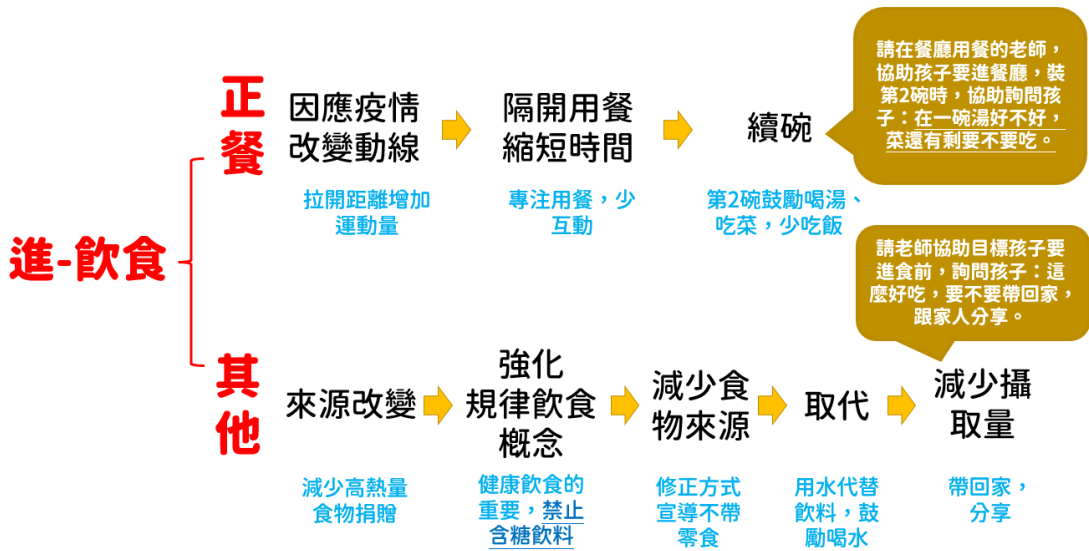 進-飲食
正
餐
因應疫情
改變動線
拉開距離增加
運動量
隔開用餐
縮短時間
專注用餐，少
互動
續碗
第2碗鼓勵喝湯、
吃菜，少吃飯
請在餐廳用餐的老師，
協助孩子要進餐廳，裝
第2碗時，協助詢問孩
子：在一碗湯好不好，
菜還有剩要不要吃。
其
他
來源改變
減少高熱量
食物捐贈
強化
規律飲食
概念
健康飲食的
重要，禁止
含糖飲料
減少食
物來源
修正方式
宣導不帶
零食
取代
用水代替
飲料，鼓
勵喝水
減少攝
取量
帶回家，
分享
請老師協助目標孩子要
進食前，詢問孩子：這
麼好吃，要不要帶回家，
跟家人分享。